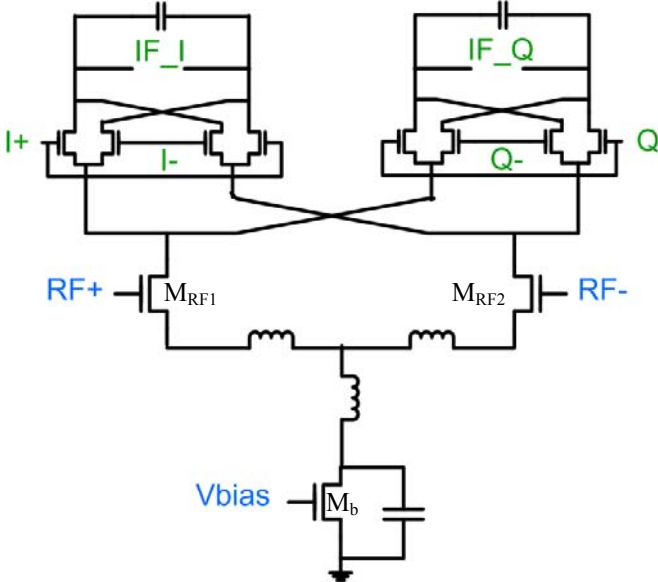 IF_I IF_Q
I+ I- Q- Q
RF+ M_RF1 M_RF2 RF-
Vbias M_b